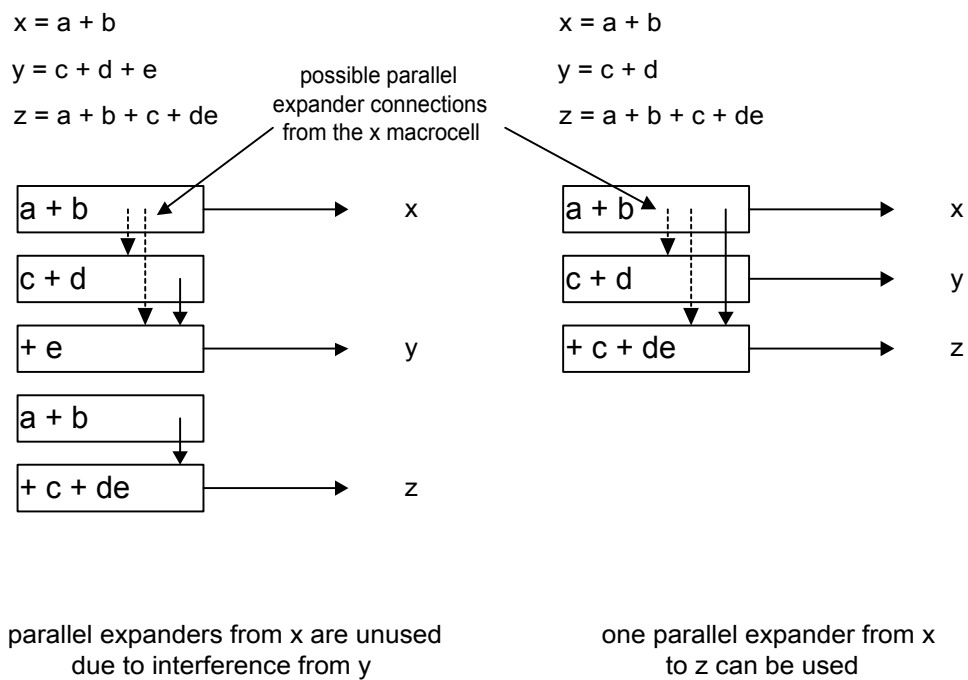 x = a + b
y = c + d + e
z = a + b + c + de
possible parallel
expander connections
from the x macrocell
x = a + b
y = c + d
z = a + b + c + de
a + b
x
c + d
+ e
y
a + b
+ c + de
z
a + b
x
c + d
y
+ c + de
z
parallel expanders from x are unused
due to interference from y
one parallel expander from x
to z can be used